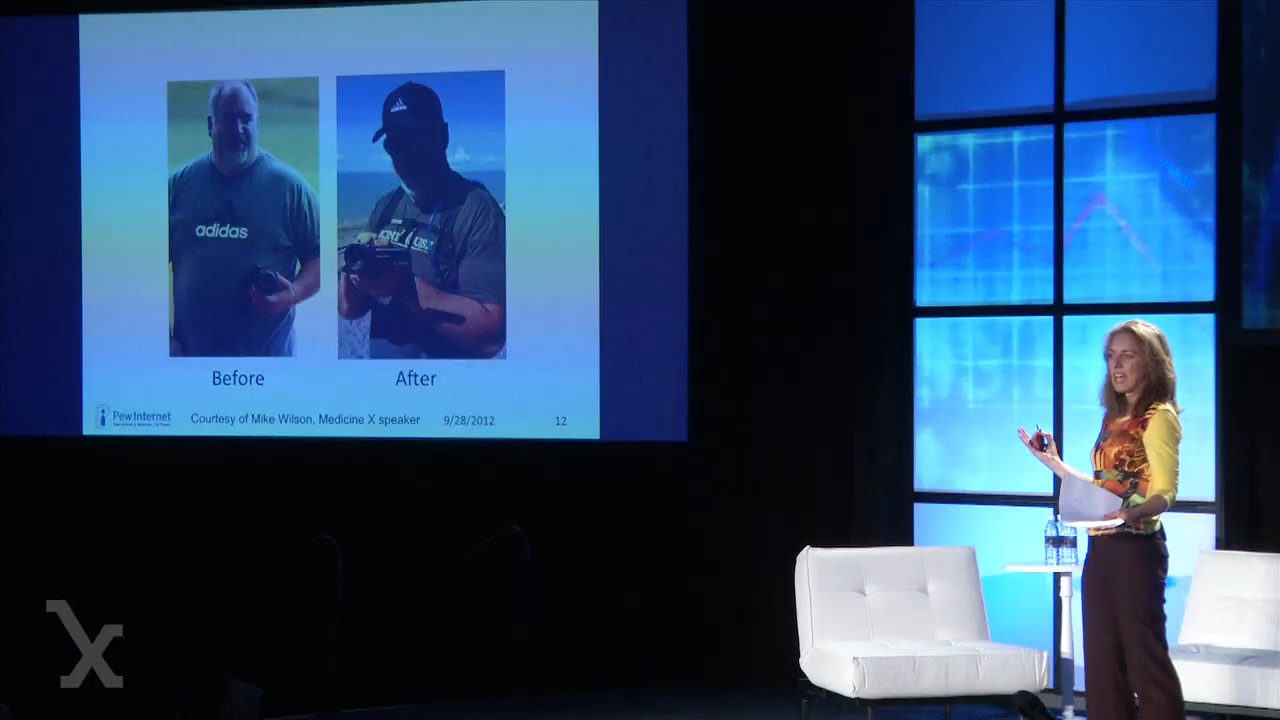 adidas
Before
After
Pew Internet
Courtesy of Mike Wilson, Medicine X speaker
9/28/2012
12
X